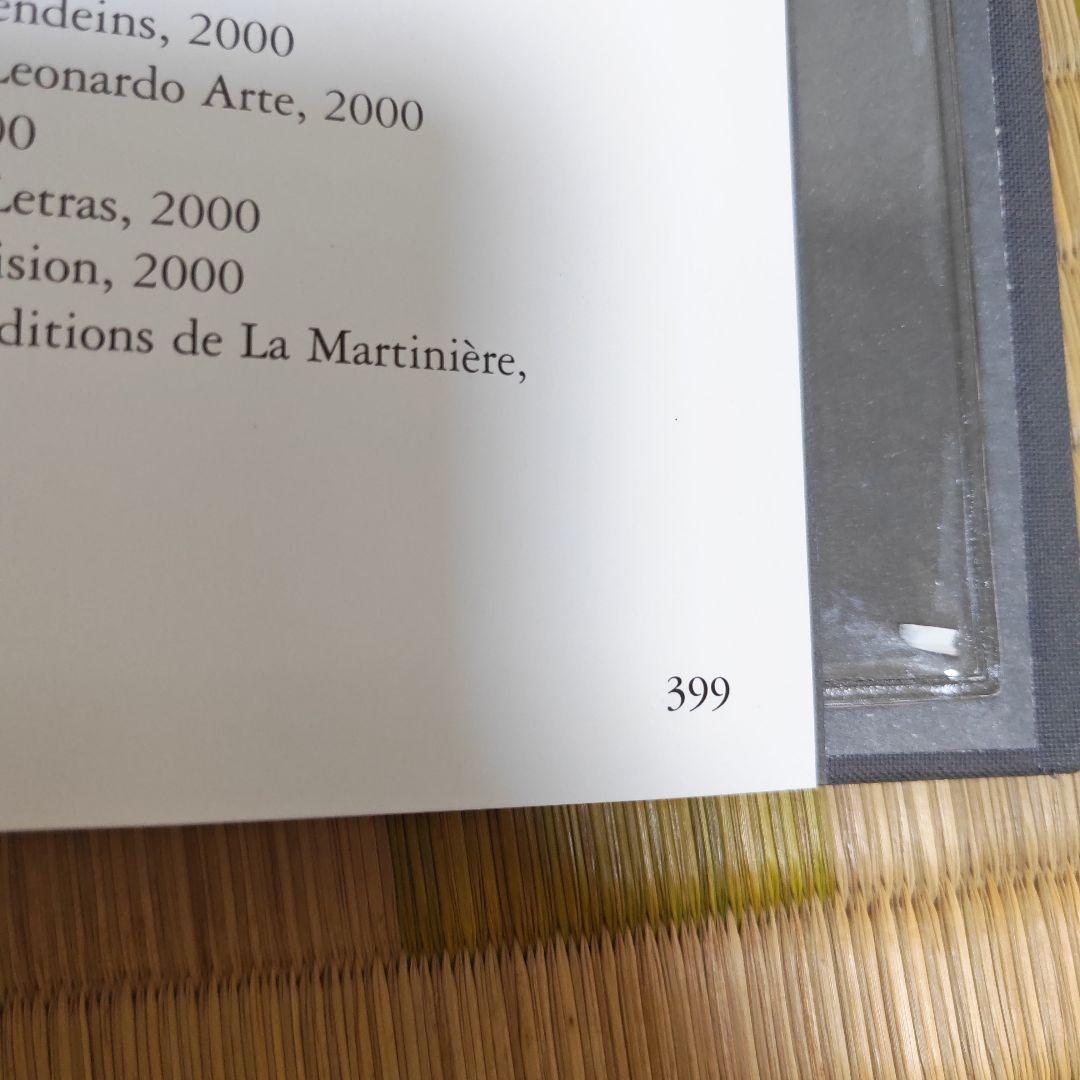 endeins, 2000
Leonardo Arte, 2000
00
Letras, 2000
ision, 2000
ditions de La Martinière,
399